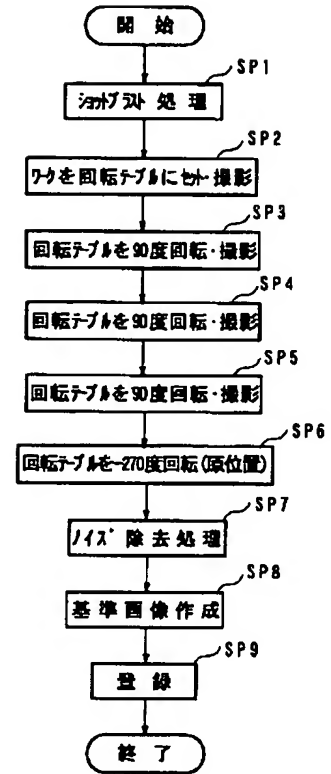 開始
SP1
ショットブラスト処理
SP2
ワークを回転テーブルにセット・撮影
SP3
回転テーブルを90度回転・撮影
SP4
回転テーブルを90度回転・撮影
SP5
回転テーブルを90度回転・撮影
SP6
回転テーブルを-270度回転(原位置)
SP7
ノイズ除去処理
SP8
基準画像作成
SP9
登録
終了